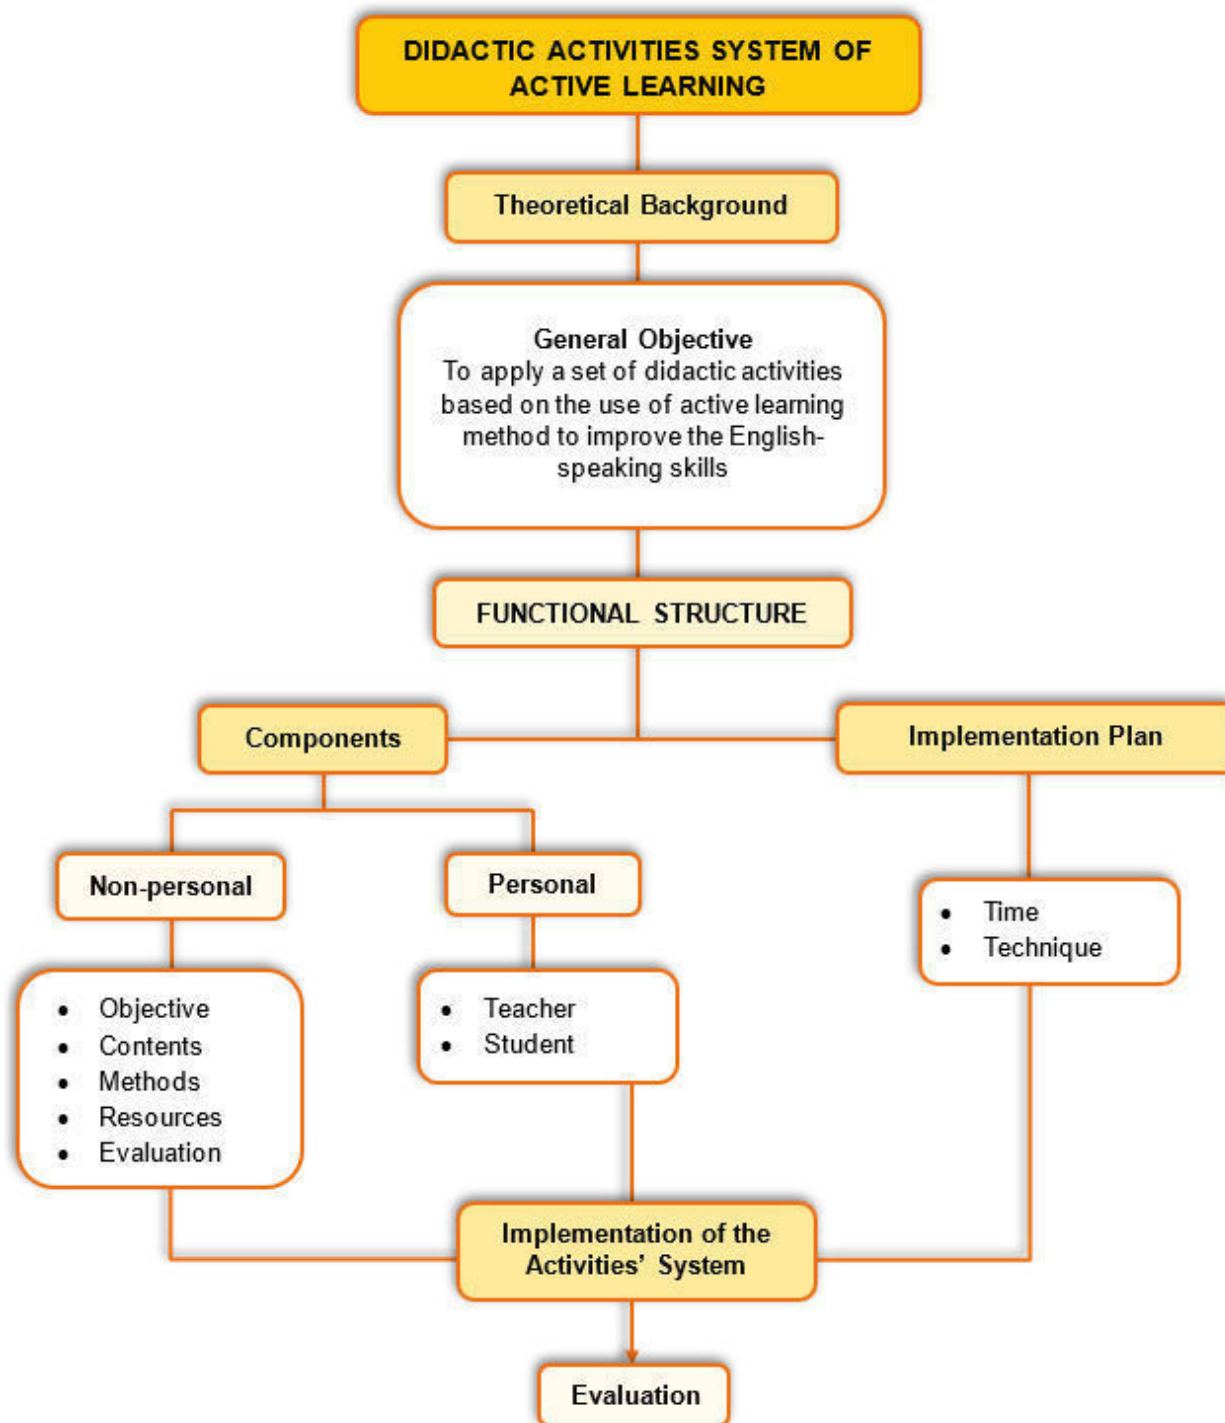 DIDACTIC ACTIVITIES SYSTEM OF
ACTIVE LEARNING
Theoretical Background
General Objective
To apply a set of didactic activities
based on the use of active learning
method to improve the English-
speaking skills
FUNCTIONAL STRUCTURE
Components
Implementation Plan
Non-personal
Personal
• Time
• Technique
• Objective
• Contents
• Methods
• Resources
• Evaluation
• Teacher
• Student
Implementation of the
Activities’ System
Evaluation